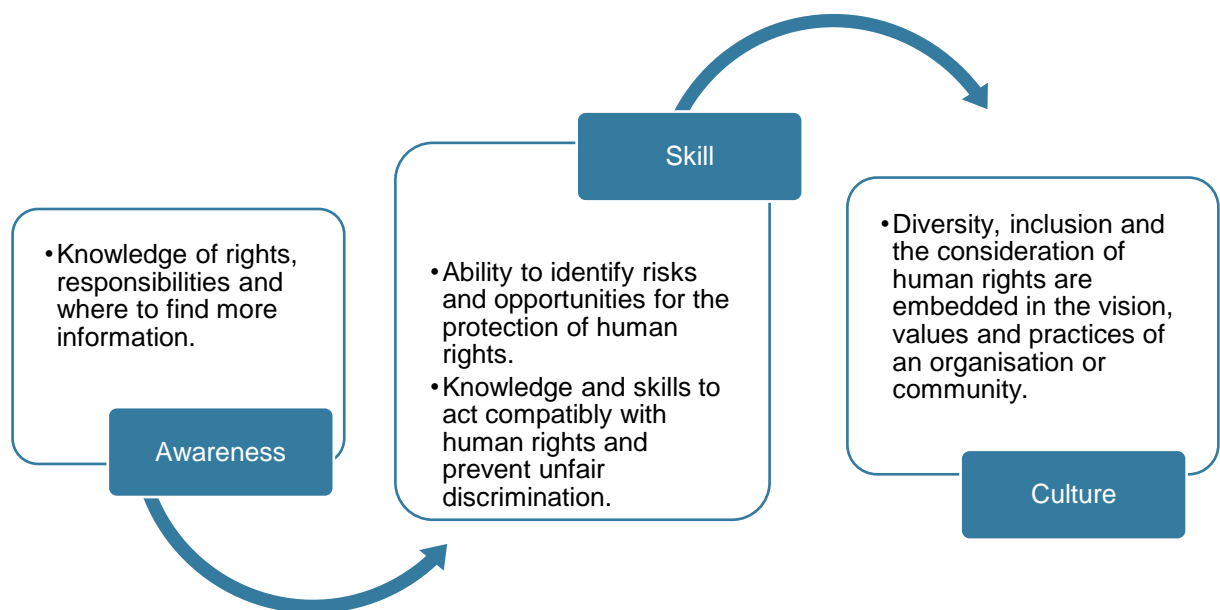 •Knowledge of rights,
responsibilities and
where to find more
information.
Awareness
Skill
•Ability to identify risks
and opportunities for the
protection of human
rights.
•Knowledge and skills to
act compatibly with
human rights and
prevent unfair
discrimination.
•Diversity, inclusion and
the consideration of
human rights are
embedded in the vision,
values and practices of
an organisation or
community.
Culture